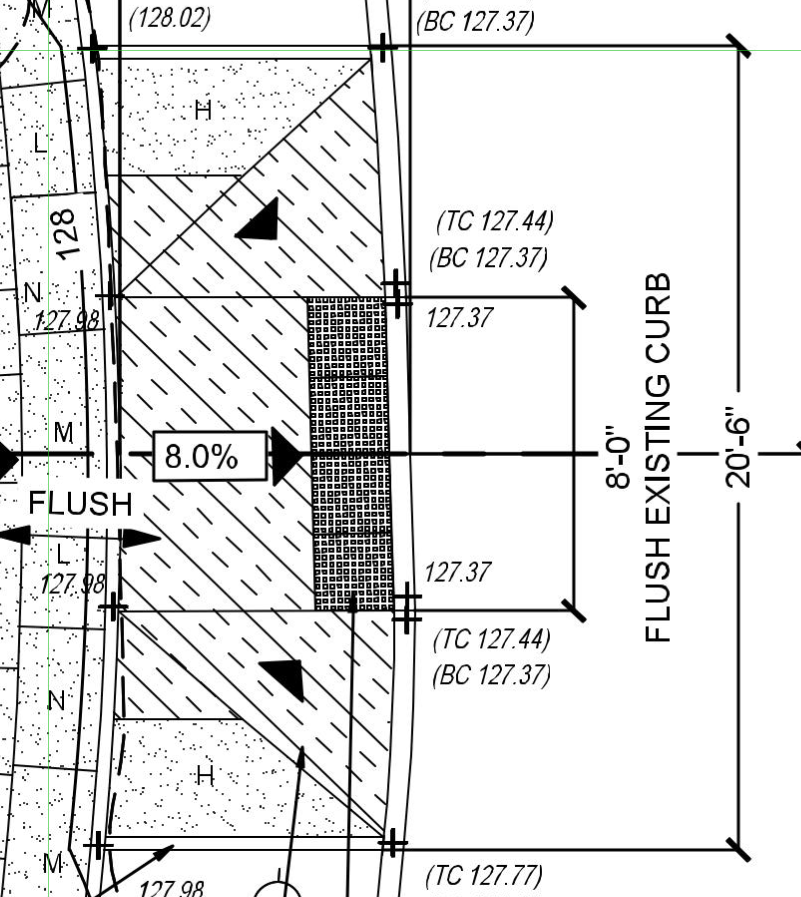 M
(128.02)
(BC 127.37)
H
L
128
(TC 127.44)
(BC 127.37)
N
127.98
127.37
M
8.0%
8'-0"
FLUSH EXISTING CURB
20'-6"
FLUSH
L
127.98
127.37
(TC 127.44)
(BC 127.37)
N
H
M
127.98
(TC 127.77)